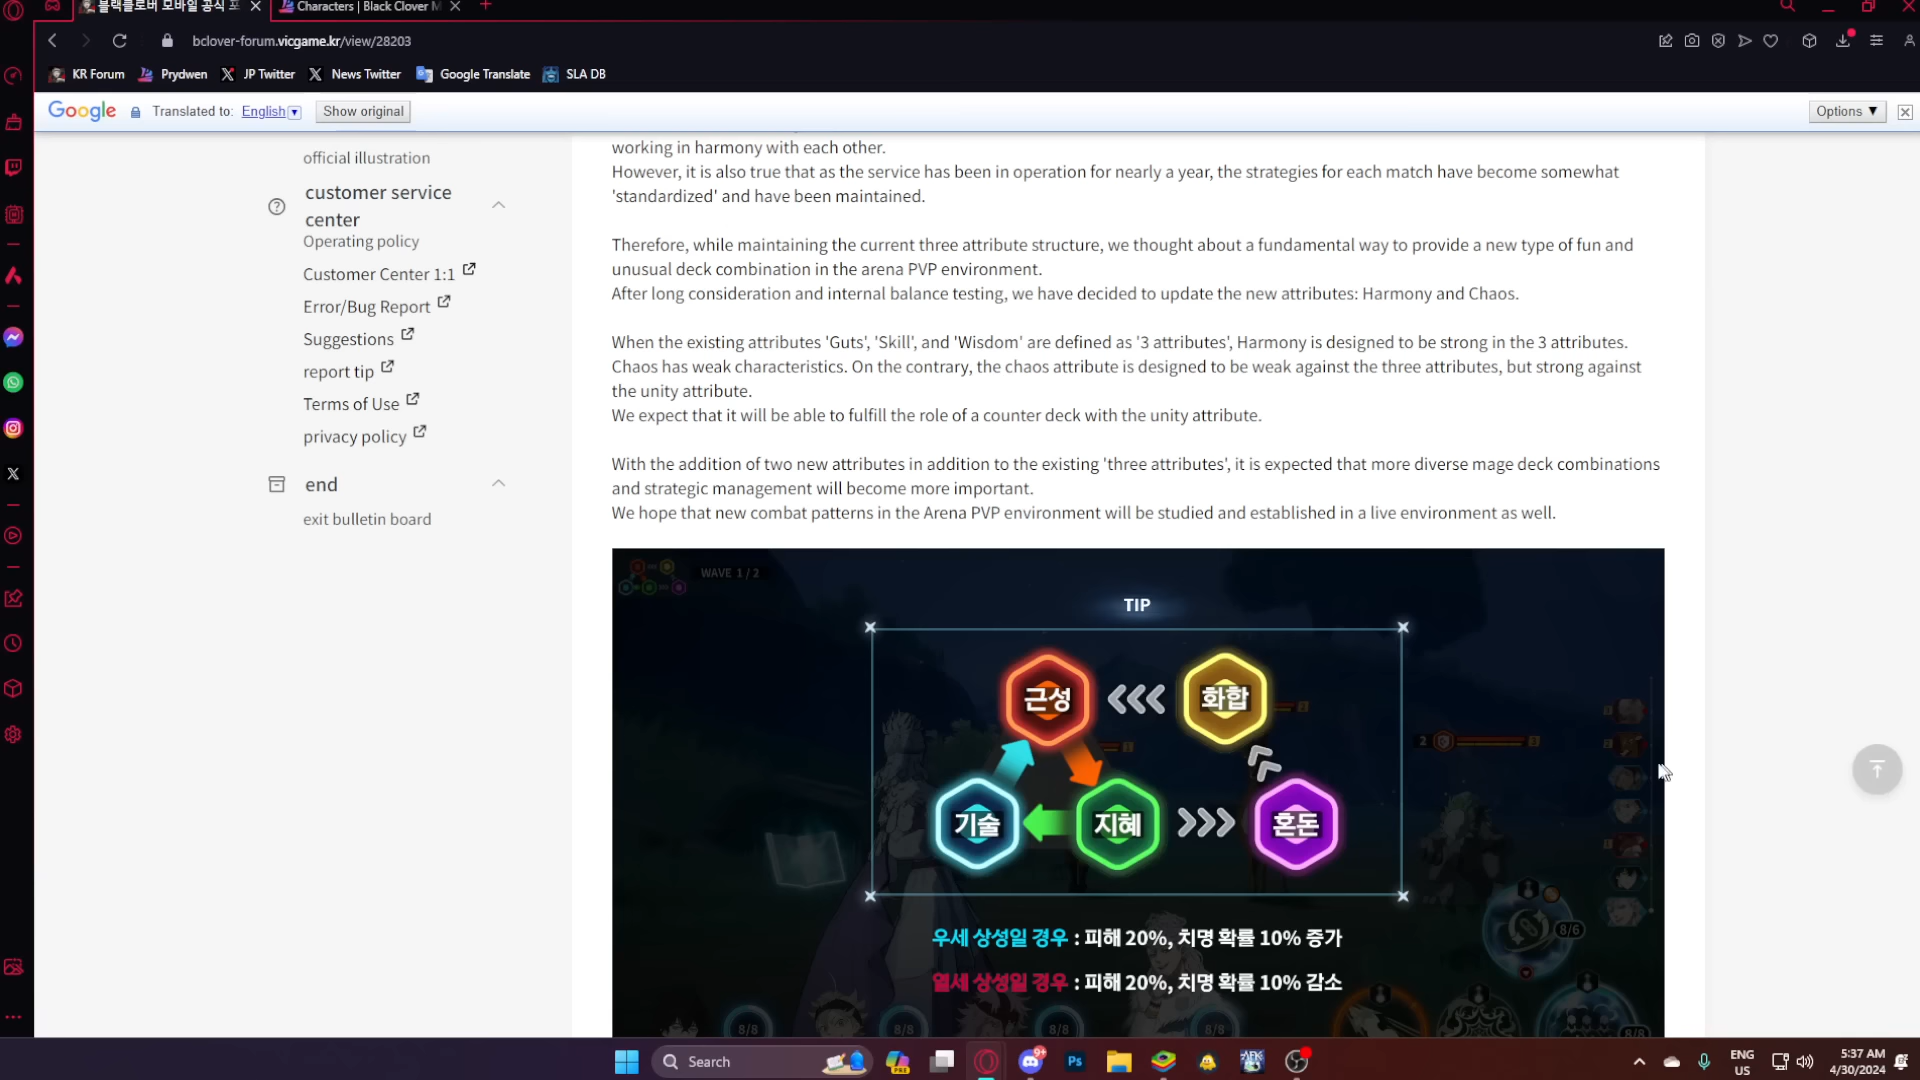 블랙클로버 모바일 공식 포
Characters | Black Clover M
bclover-forum.vicgame.kr/view/28203
KR Forum
Prydwen
JP Twitter
News Twitter
Google Translate
SLA DB
Google
Translated to:
English
Show original
Options ▼
official illustration
customer service
center
Operating policy
Customer Center 1:1
Error/Bug Report
Suggestions
report tip
Terms of Use
privacy policy
end
exit bulletin board
working in harmony with each other.
However, it is also true that as the service has been in operation for nearly a year, the strategies for each match have become somewhat
'standardized' and have been maintained.
Therefore, while maintaining the current three attribute structure, we thought about a fundamental way to provide a new type of fun and
unusual deck combination in the arena PVP environment.
After long consideration and internal balance testing, we have decided to update the new attributes: Harmony and Chaos.
When the existing attributes 'Guts', 'Skill', and 'Wisdom' are defined as '3 attributes', Harmony is designed to be strong in the 3 attributes.
Chaos has weak characteristics. On the contrary, the chaos attribute is designed to be weak against the three attributes, but strong against
the unity attribute.
We expect that it will be able to fulfill the role of a counter deck with the unity attribute.
With the addition of two new attributes in addition to the existing 'three attributes', it is expected that more diverse mage deck combinations
and strategic management will become more important.
We hope that new combat patterns in the Arena PVP environment will be studied and established in a live environment as well.
WAVE 1/2
TIP
근성
화합
기술
지혜
혼돈
우세 상성일 경우 : 피해 20%, 치명 확률 10% 증가
열세 상성일 경우 : 피해 20%, 치명 확률 10% 감소
8/6
8/8
8/8
8/8
8/8
8/8
Search
ENG
US
5:37 AM
4/30/2024